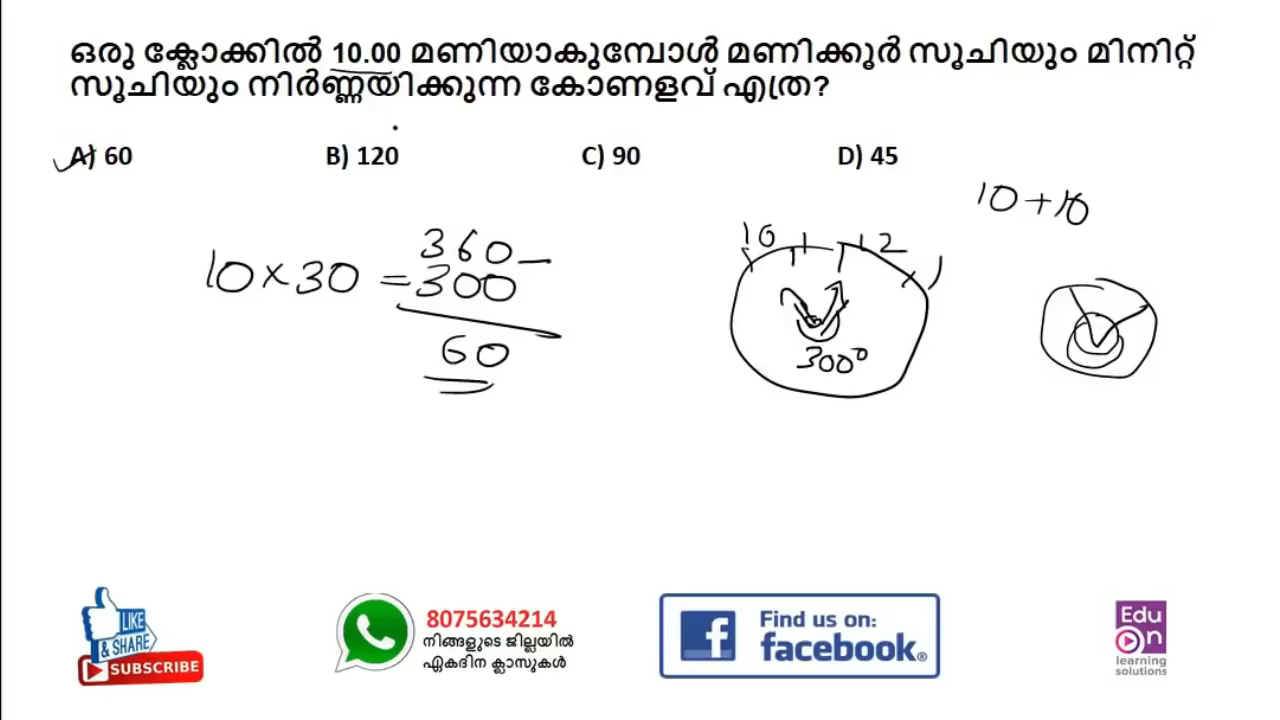 ഒരു ക്ലോക്കിൽ 10.00 മണിയാകുമ്പോൾ മണിക്കൂർ സൂചിയും മിനിറ്റ്
സൂചിയും നിർണ്ണയിക്കുന്ന കോണളവ് എത്ര?
A) 60 B) 120 C) 90 D) 45
10+10
10×30 = 300
360 –
300
60
10 12
300°
LIKE
& SHARE
SUBSCRIBE
8075634214
നിങ്ങളുടെ ജില്ലയിൽ
ഏകദിന ക്ലാസുകൾ
Find us on:
facebook®
Edu
On
learning
solutions